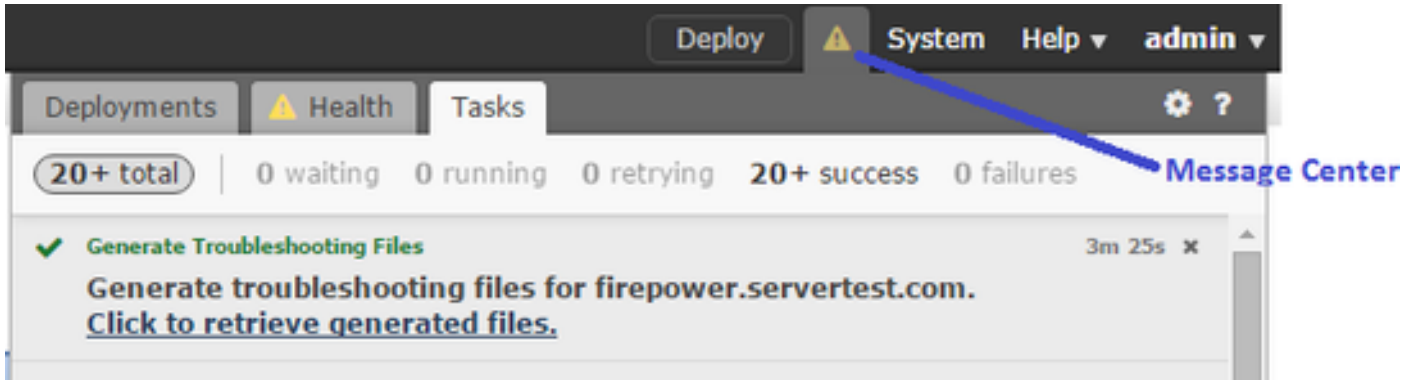 Deploy System Help admin
Deployments Health Tasks ?
20+ total 0 waiting 0 running 0 retrying 20+ success 0 failures
Message Center
Generate Troubleshooting Files 3m 25s
Generate troubleshooting files for firepower.servertest.com.
Click to retrieve generated files.